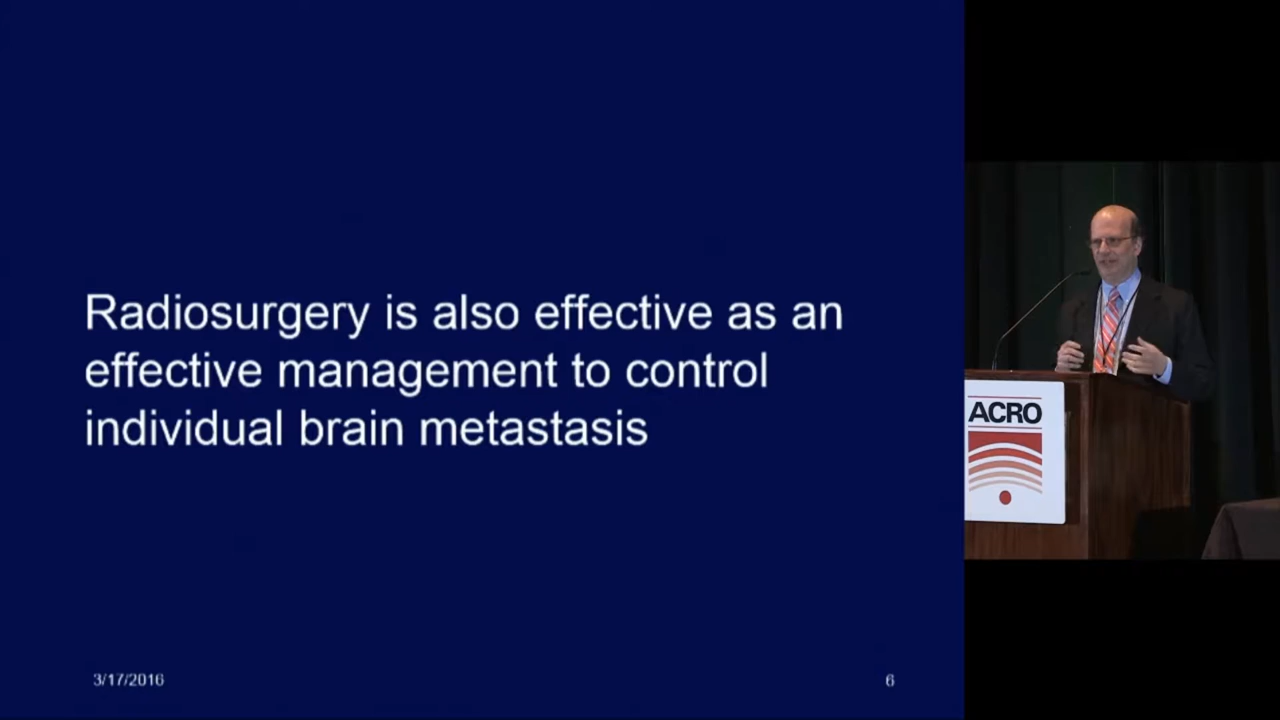 Radiosurgery is also effective as an
effective management to control
individual brain metastasis
3/17/2016
6
ACRO